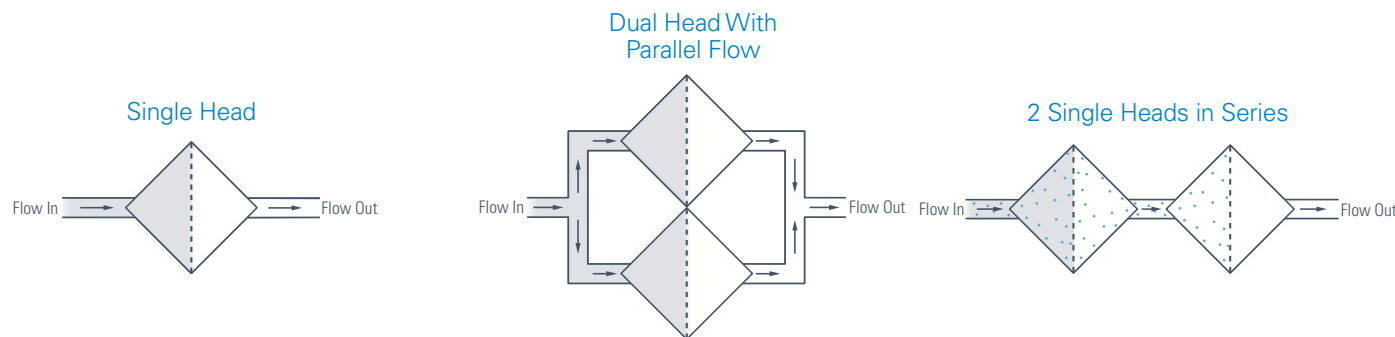 Single Head
Flow In
Flow Out
Dual Head With
Parallel Flow
Flow In
Flow Out
2 Single Heads in Series
Flow In
Flow Out